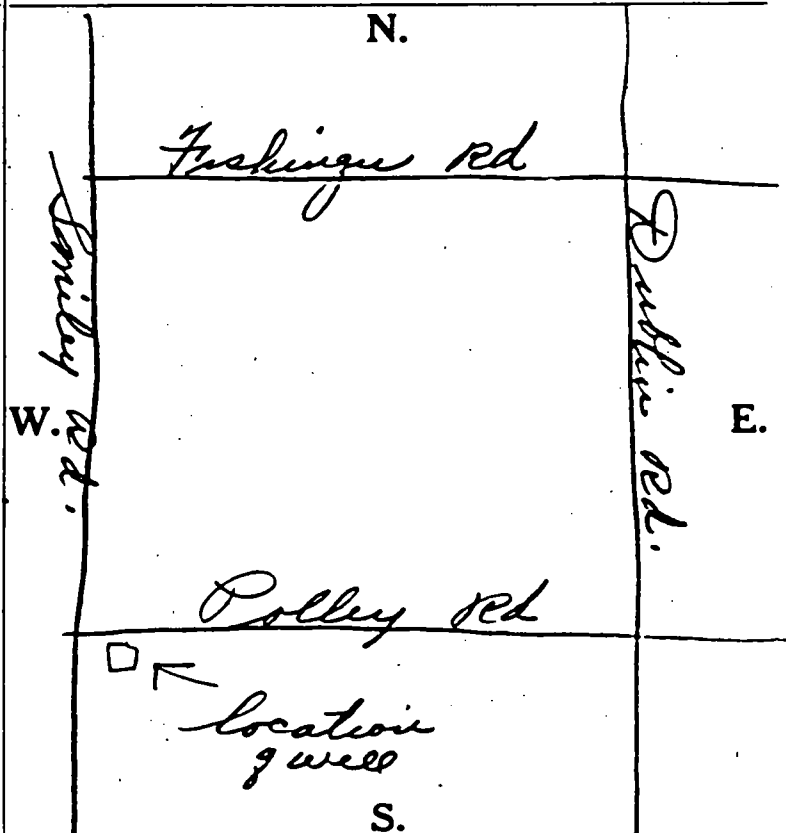 N.
Fishinger Rd
Smiley Rd.
Dublin Rd.
W.
E.
Polley Rd
location
of well
S.